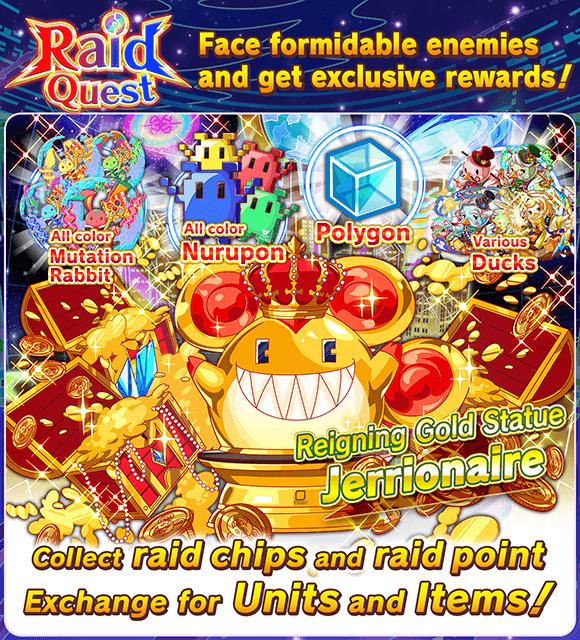 Raid
Quest
Face formidable enemies
and get exclusive rewards!
All color
Mutation
Rabbit
All color
Nurupon
Polygon
Various
Ducks
Reigning Gold Statue
Jerrionaire
Collect raid chips and raid point
Exchange for Units and Items!